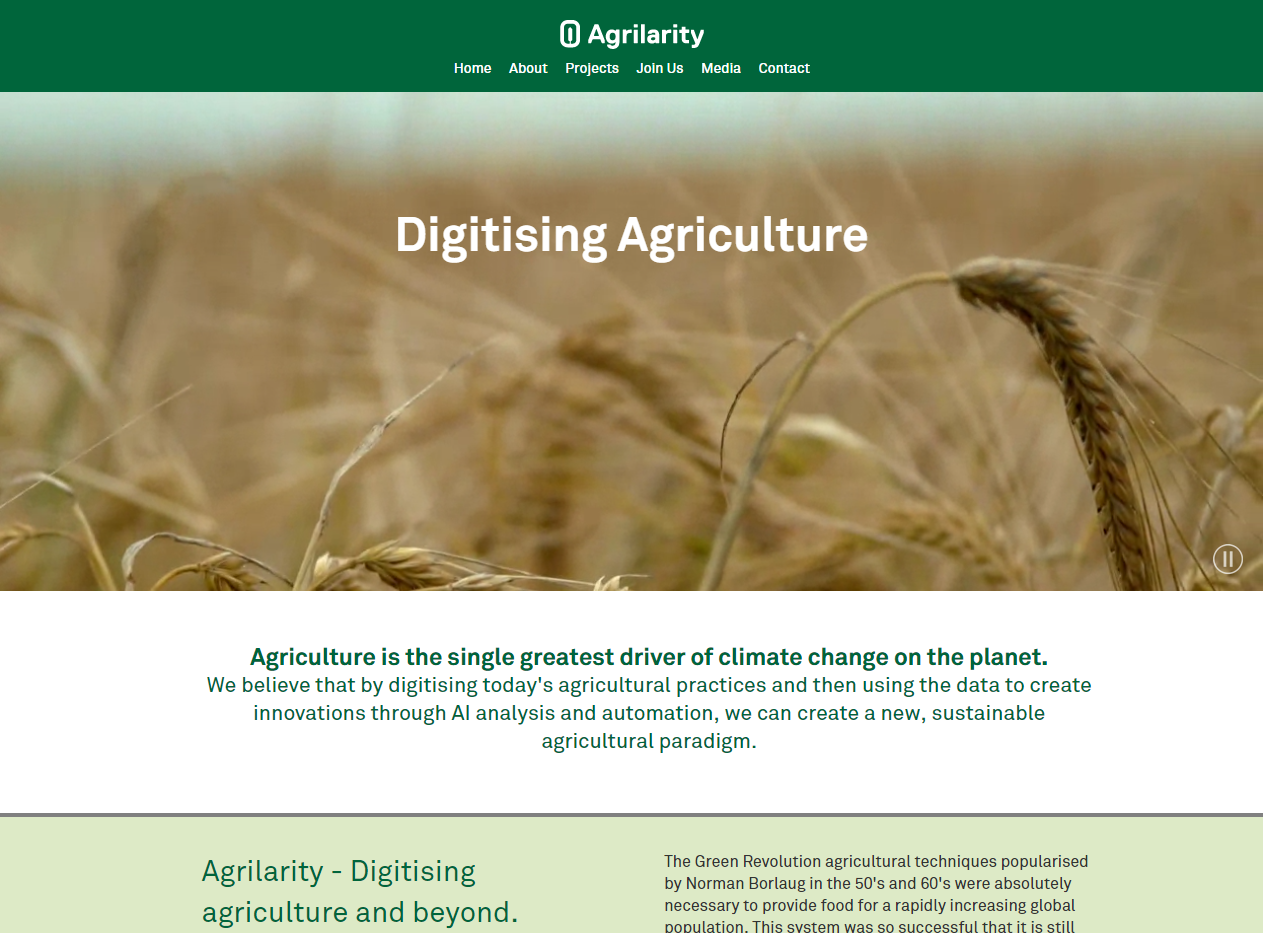 Agrilarity
Home About Projects Join Us Media Contact
Digitising Agriculture
Agriculture is the single greatest driver of climate change on the planet.
We believe that by digitising today's agricultural practices and then using the data to create
innovations through AI analysis and automation, we can create a new, sustainable
agricultural paradigm.
Agrilarity - Digitising
agriculture and beyond.
The Green Revolution agricultural techniques popularised
by Norman Borlaug in the 50's and 60's were absolutely
necessary to provide food for a rapidly increasing global
population. This system was so successful that it is still